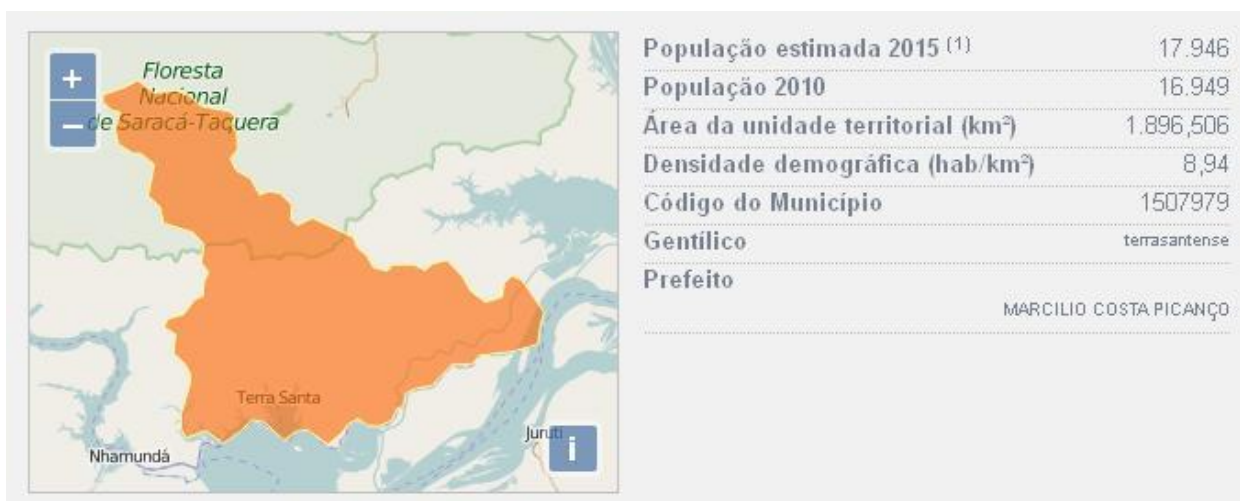 +
−
Floresta
Nacional
de Saracá-Taquera
Terra Santa
Nhamundá
Juruti
i
População estimada 2015 (1) 17.946
População 2010 16.949
Área da unidade territorial (km²) 1.896,506
Densidade demográfica (hab/km²) 8,94
Código do Município 1507979
Gentílico terrasantense
Prefeito
MARCILIO COSTA PICANÇO